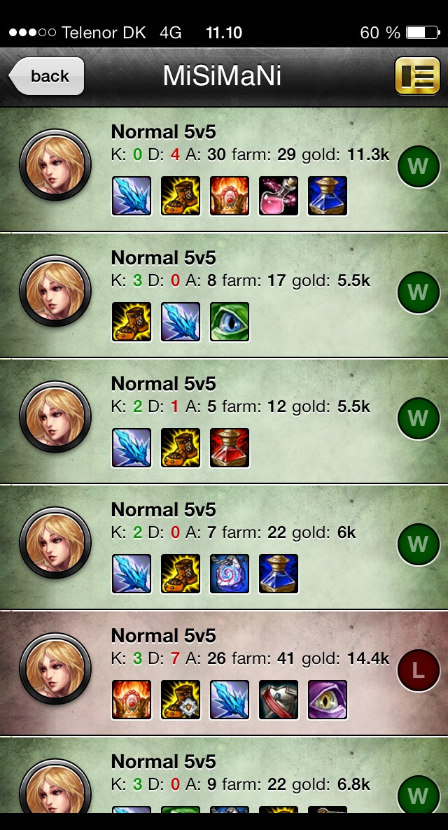 Telenor DK 4G 11.10 60 %
back MiSiMaNi
Normal 5v5
K: 0 D: 4 A: 30 farm: 29 gold: 11.3k
W
Normal 5v5
K: 3 D: 0 A: 8 farm: 17 gold: 5.5k
W
Normal 5v5
K: 2 D: 1 A: 5 farm: 12 gold: 5.5k
W
Normal 5v5
K: 2 D: 0 A: 7 farm: 22 gold: 6k
W
Normal 5v5
K: 3 D: 7 A: 26 farm: 41 gold: 14.4k
L
Normal 5v5
K: 3 D: 0 A: 9 farm: 22 gold: 6.8k
W